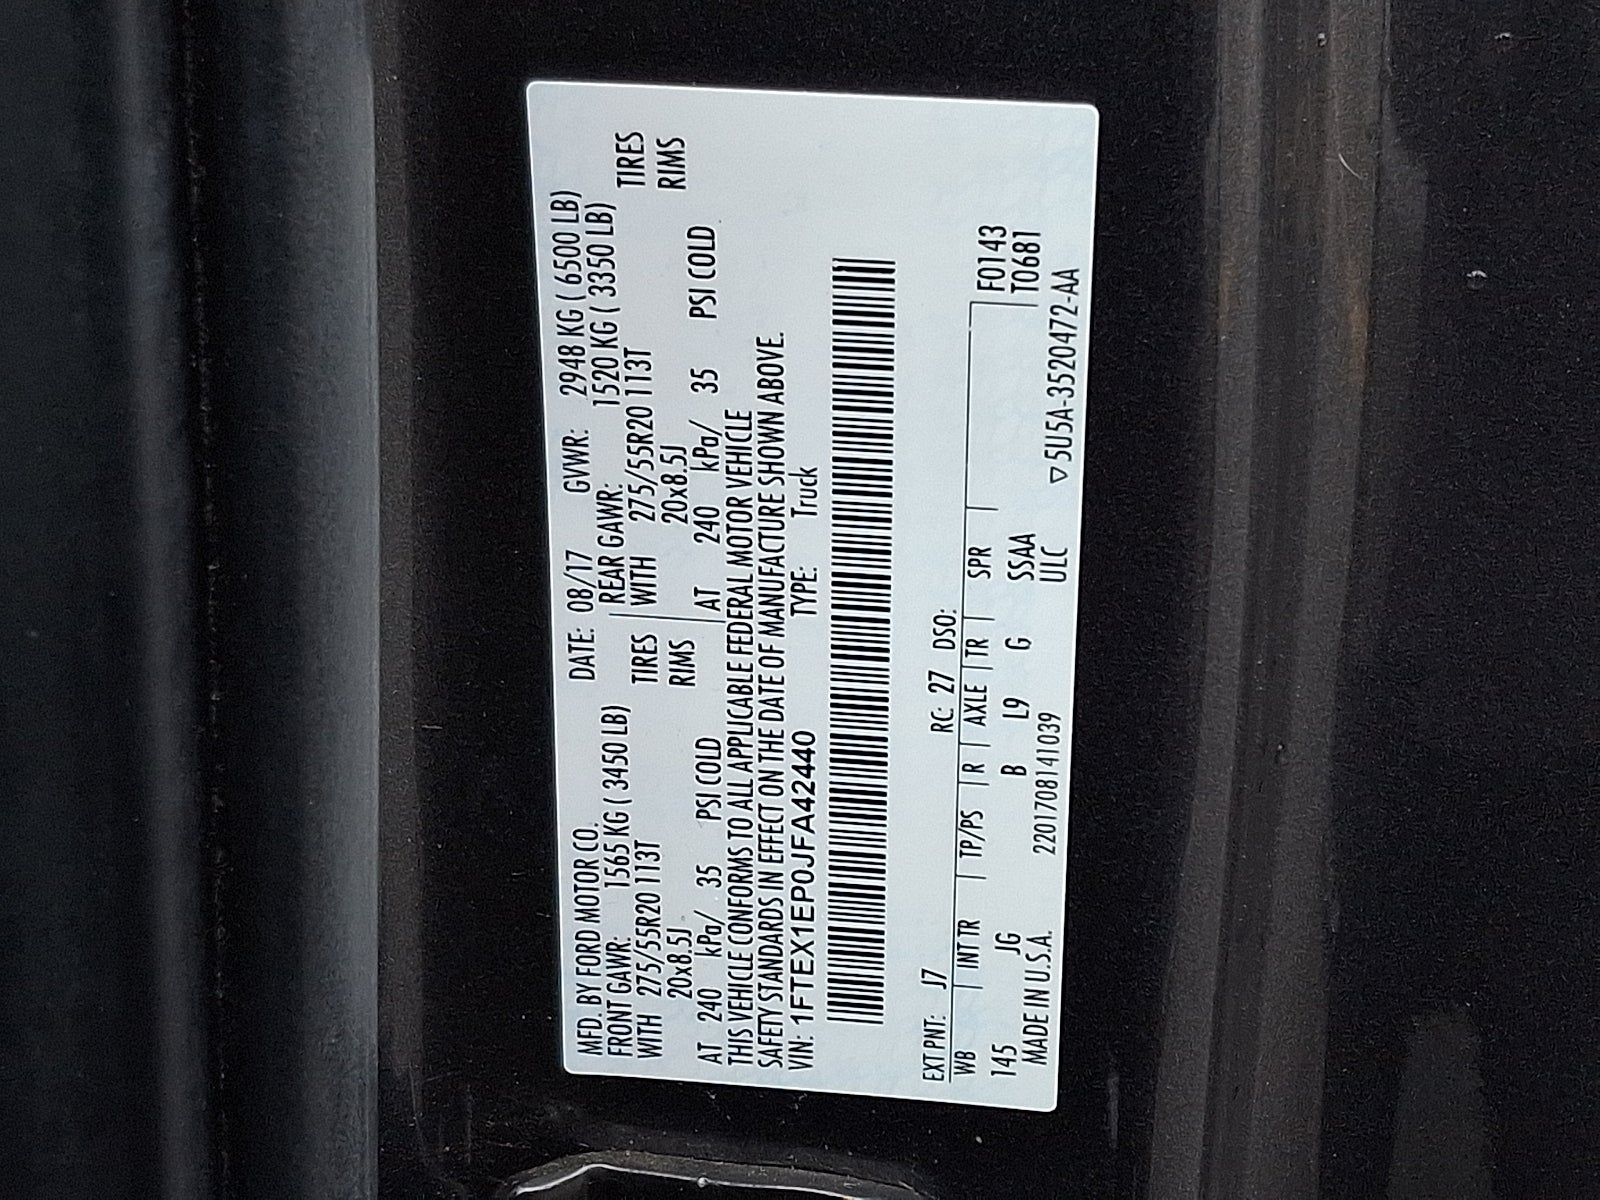 MFD. BY FORD MOTOR CO. DATE: 08/17 GVWR: 2948 KG ( 6500 LB)
FRONT GAWR: 1565 KG ( 3450 LB) REAR GAWR: 1520 KG ( 3350 LB)
WITH 275/55R20 113T TIRES WITH 275/55R20 113T TIRES
20x8.5J RIMS 20x8.5J RIMS
AT 240 kPa/ 35 PSI COLD AT 240 kPa/ 35 PSI COLD
THIS VEHICLE CONFORMS TO ALL APPLICABLE FEDERAL MOTOR VEHICLE
SAFETY STANDARDS IN EFFECT ON THE DATE OF MANUFACTURE SHOWN ABOVE.
VIN: 1FTEX1EP0JFA42440 TYPE: Truck
EXT PNT: J7 RC: 27 DSO:
WB INT TR TP/PS R AXLE TR SPR F0143
145 JG B L9 G SSAA T0681
MADE IN U.S.A. 2201708141039 ULC ▽5U5A-3520472-AA